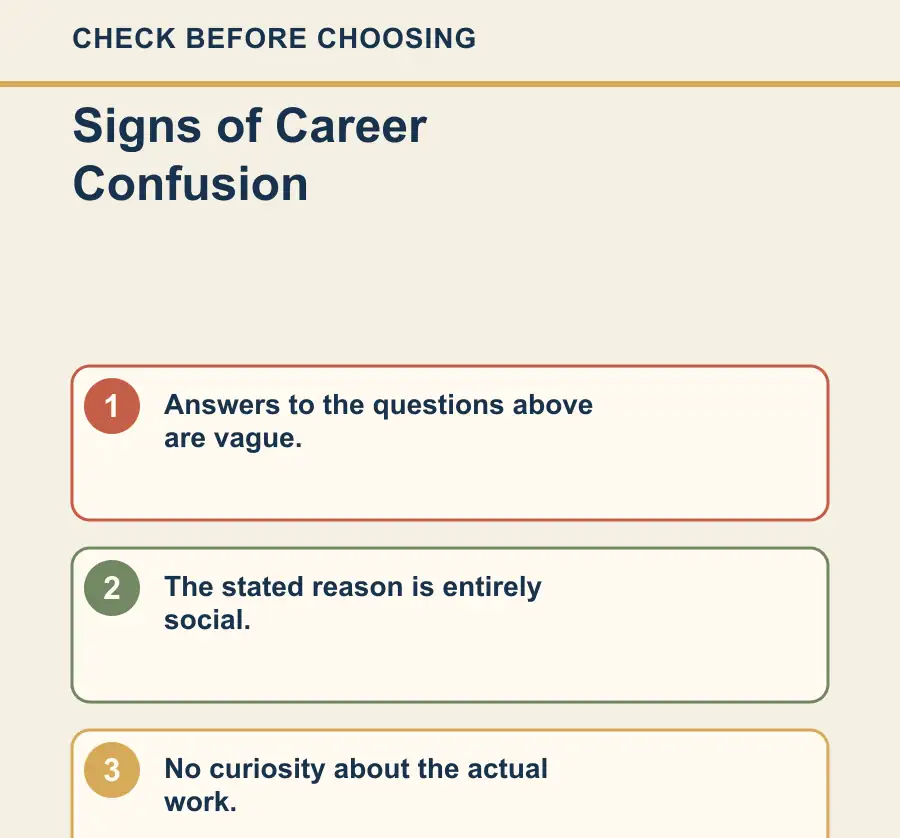 CHECK BEFORE CHOOSING
Signs of Career
Confusion
1
Answers to the questions above
are vague.
2
The stated reason is entirely
social.
3
No curiosity about the actual
work.